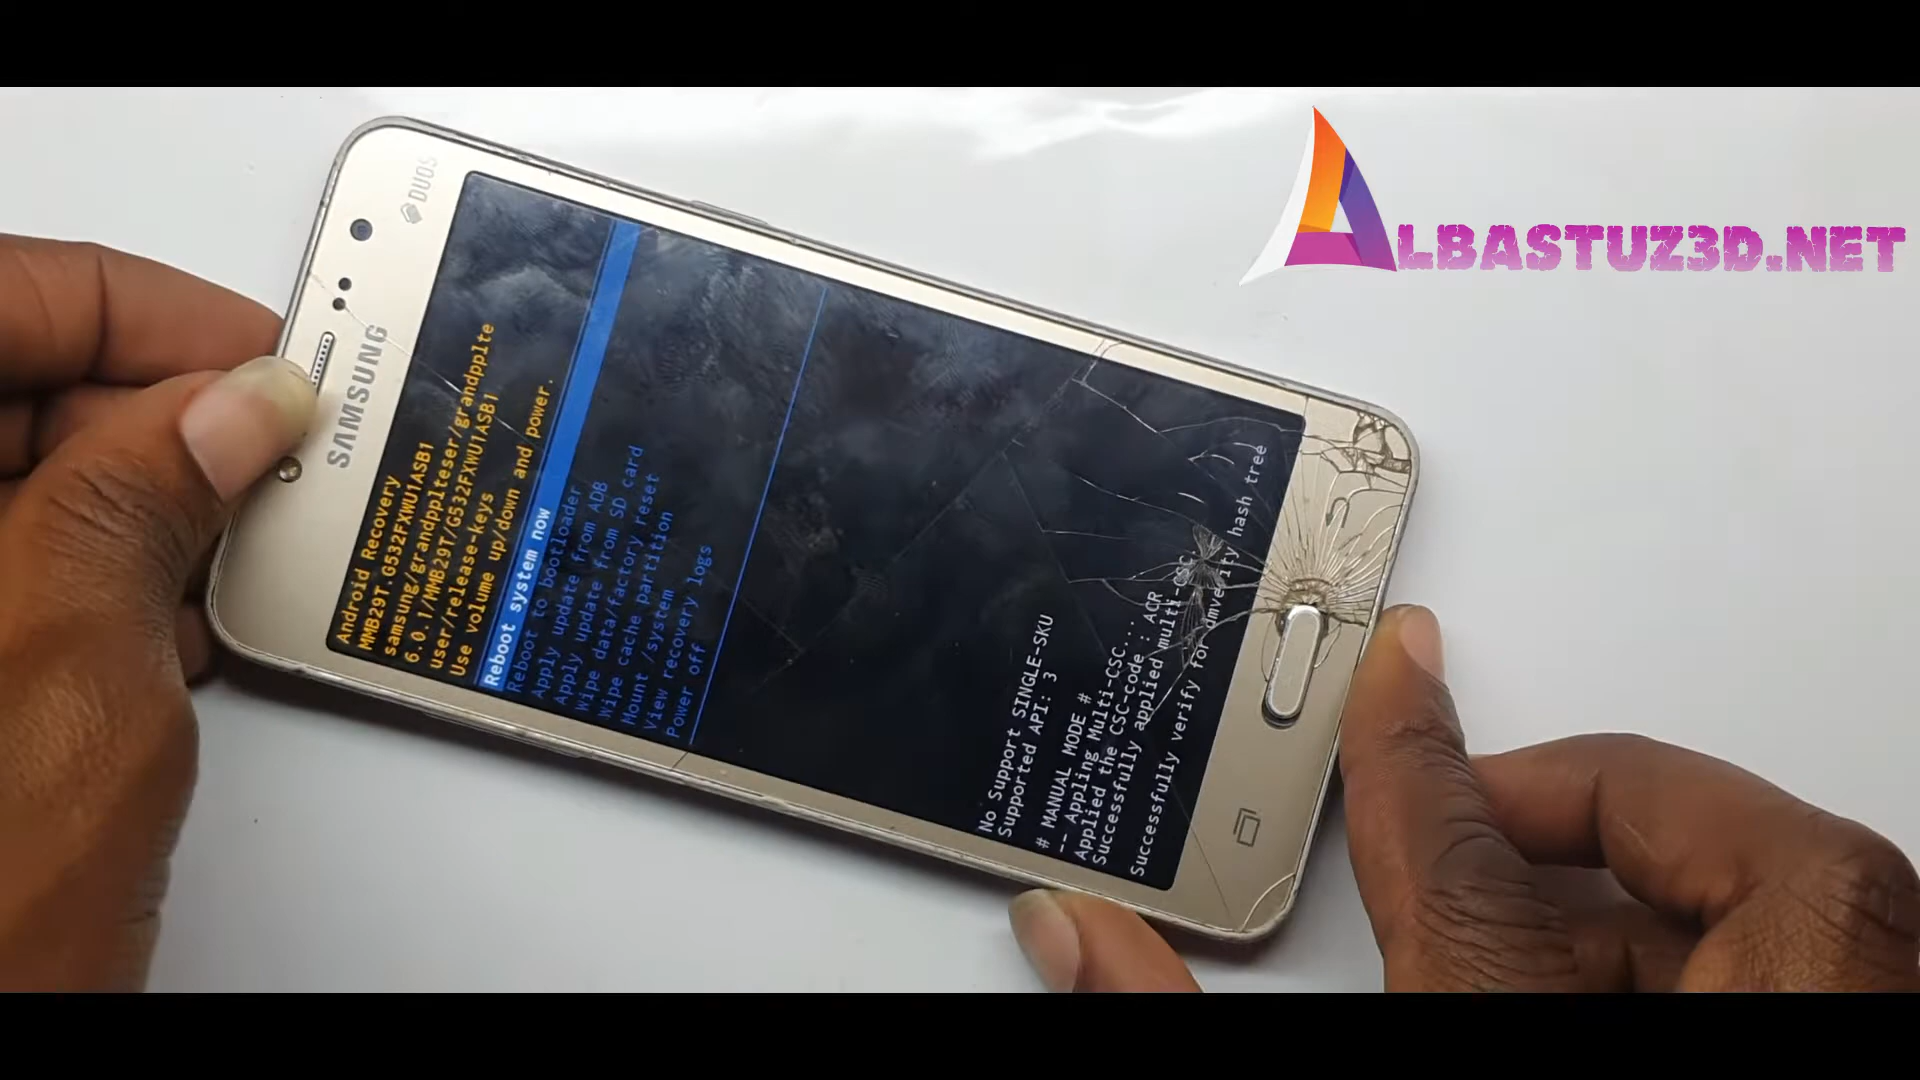 ALBASTUZ3D.NET
DUOS
SAMSUNG
Android Recovery
MMB29T.G532FXWU1ASB1
samsung/grandpplteser/grandpplte
6.0.1/MMB29T/G532FXWU1ASB1
user/release-keys
Use volume up/down and power.
Reboot system now
Reboot to bootloader
Apply update from ADB
Apply update from SD card
Wipe data/factory reset
Wipe cache partition
Mount /system
View recovery logs
Power off
No Support SINGLE-SKU
Supported API: 3
# MANUAL MODE #
-- Appling Multi-CSC...
Applied the CSC-code : ACR
Successfully applied multi-CSC.
Successfully verify for dmverity hash tree